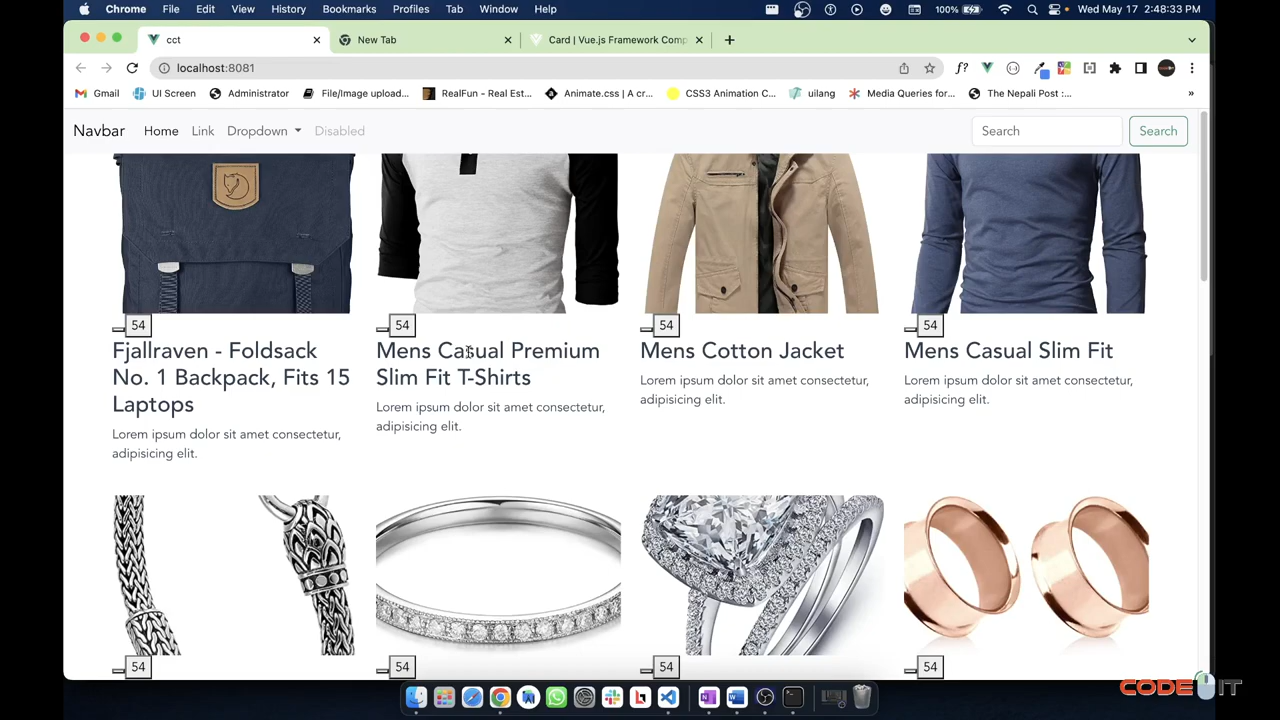 Chrome File Edit View History Bookmarks Profiles Tab Window Help 100% Wed May 17 2:48:33 PM
cct New Tab Card | Vue.js Framework Comp
localhost:8081 f?
Gmail UI Screen Administrator File/Image upload... RealFun - Real Est... Animate.css | A cr... CSS3 Animation C... uilang Media Queries for... The Nepali Post :... »
Navbar Home Link Dropdown Disabled Search Search
54 54 54 54
Fjallraven - Foldsack
No. 1 Backpack, Fits 15
Laptops
Lorem ipsum dolor sit amet consectetur,
adipisicing elit.
Mens Casual Premium
Slim Fit T-Shirts
Lorem ipsum dolor sit amet consectetur,
adipisicing elit.
Mens Cotton Jacket
Lorem ipsum dolor sit amet consectetur,
adipisicing elit.
Mens Casual Slim Fit
Lorem ipsum dolor sit amet consectetur,
adipisicing elit.
54 54 54 54
CODE IT